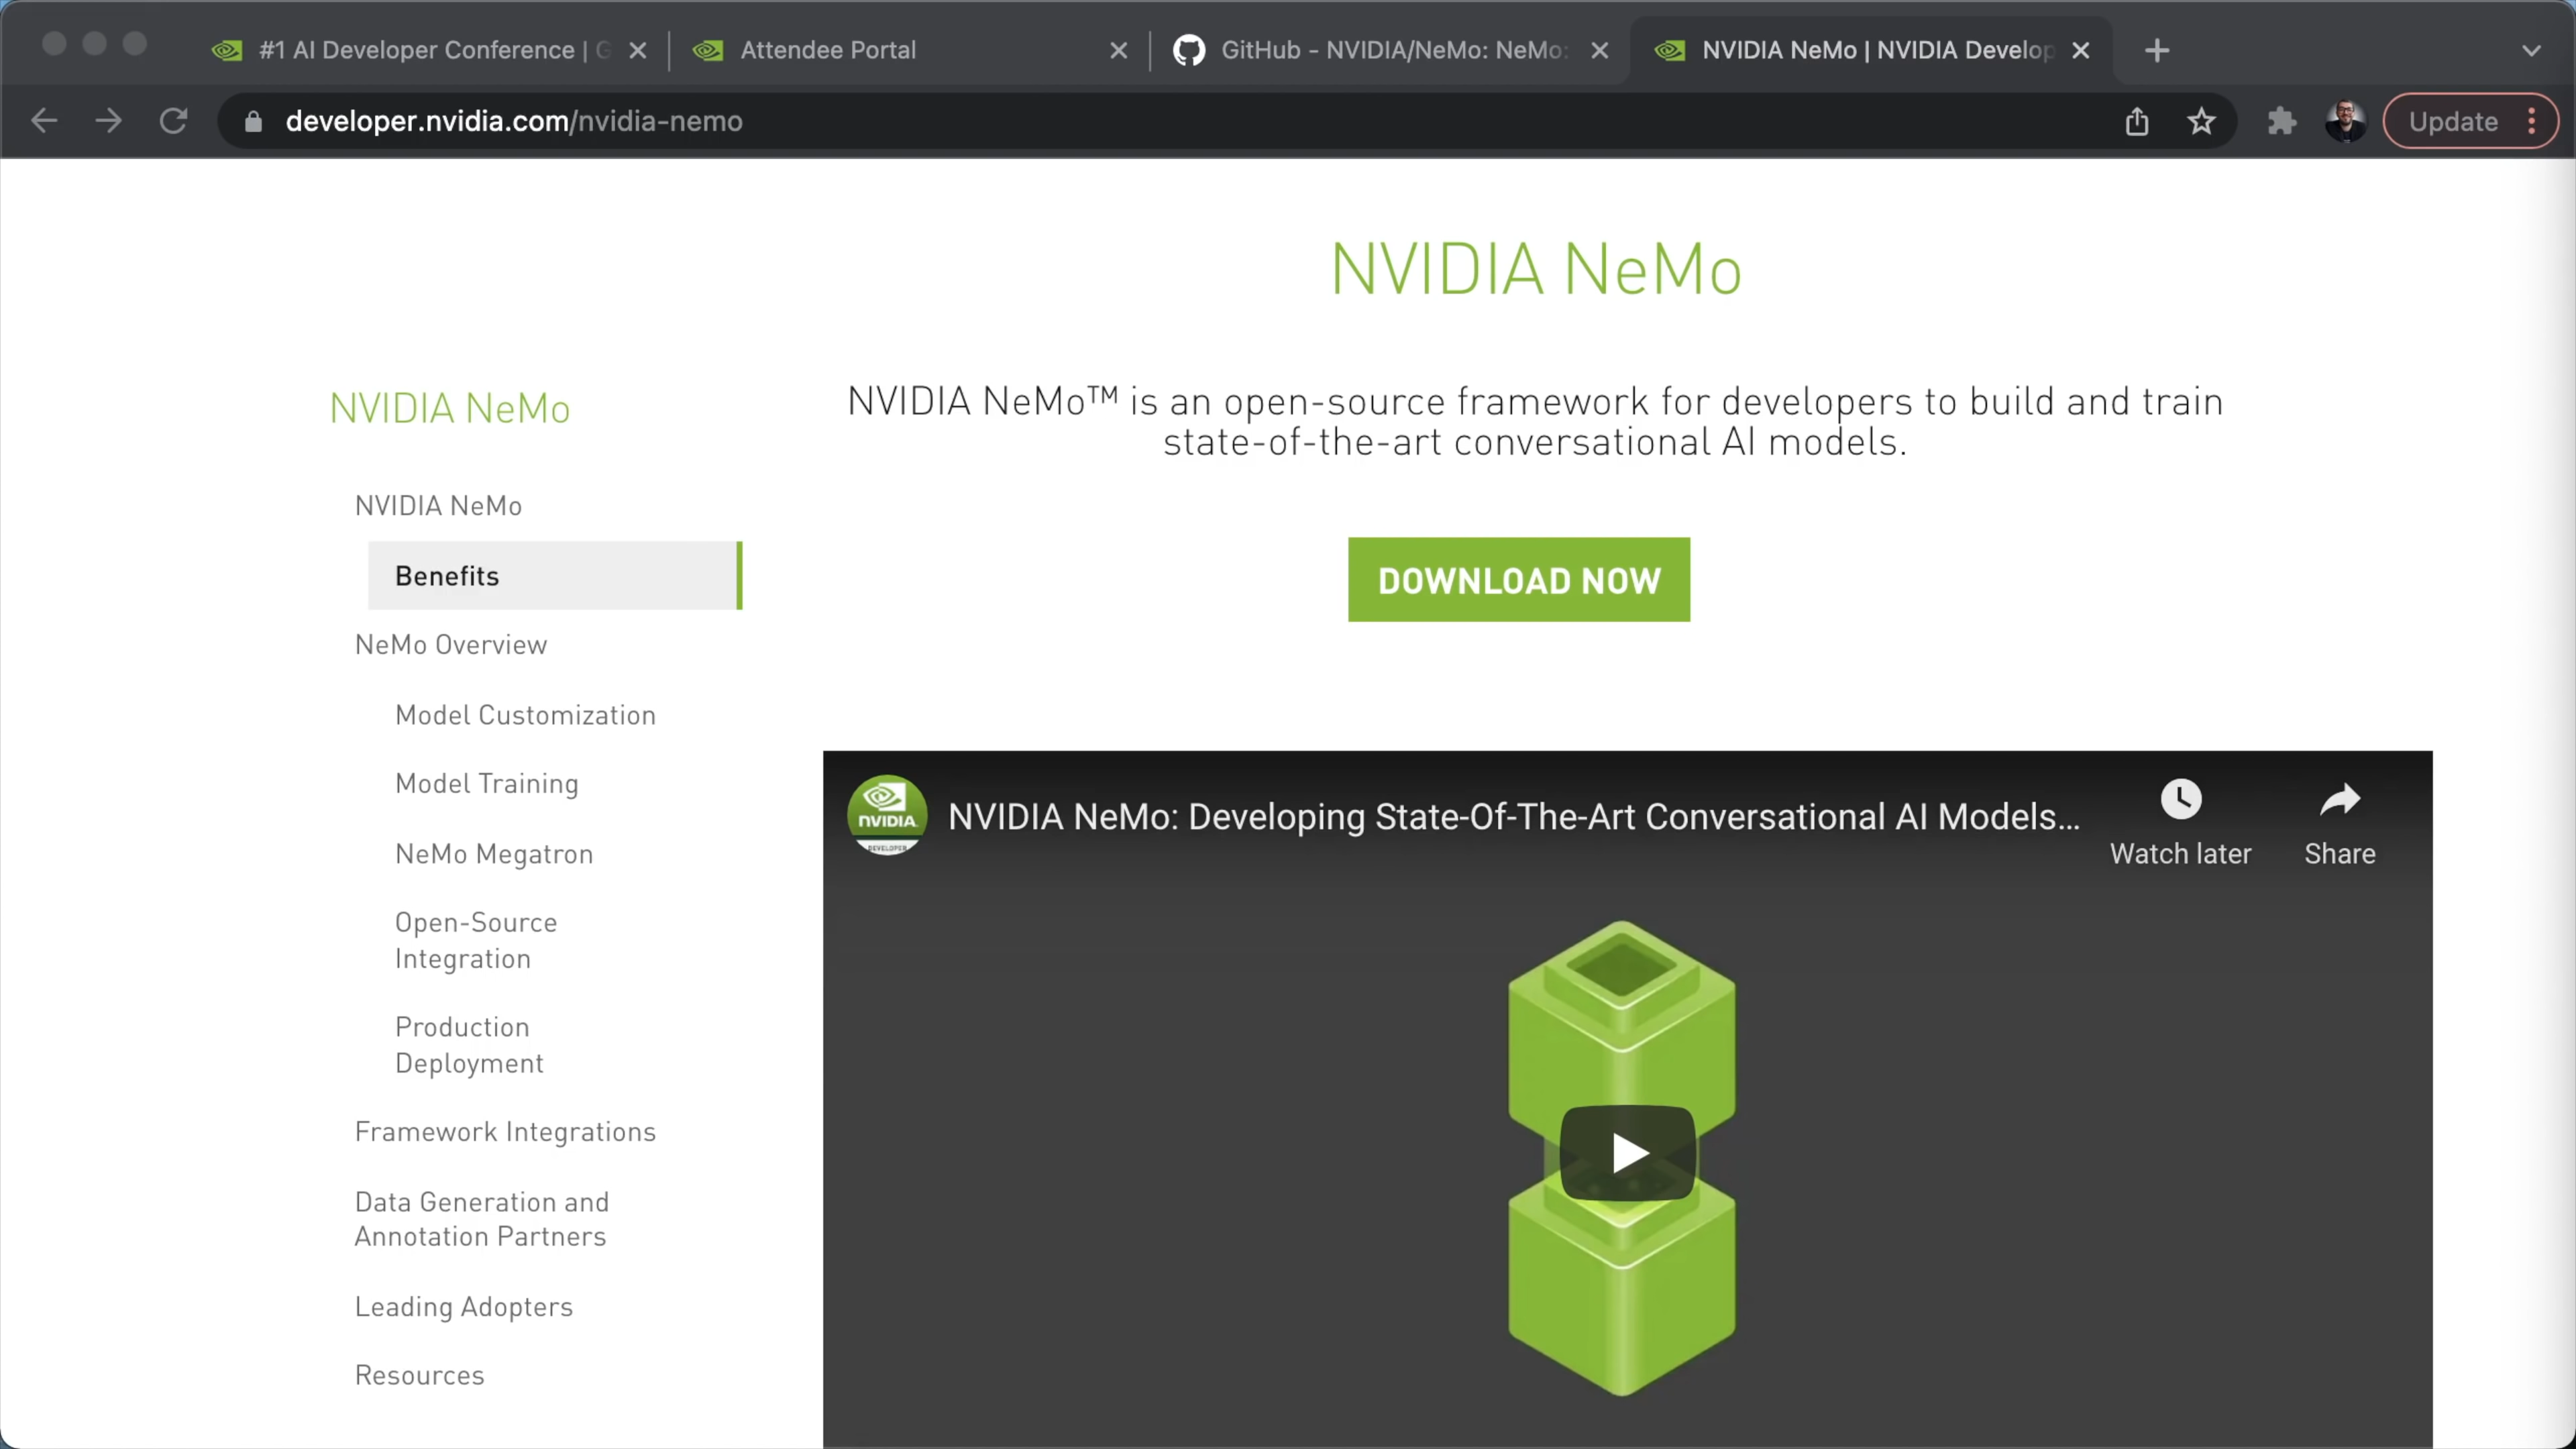 #1 AI Developer Conference | G
Attendee Portal
GitHub - NVIDIA/NeMo: NeMo:
NVIDIA NeMo | NVIDIA Develop
developer.nvidia.com/nvidia-nemo
Update
NVIDIA NeMo
NVIDIA NeMo™ is an open-source framework for developers to build and train
state-of-the-art conversational AI models.
DOWNLOAD NOW
NVIDIA NeMo
NVIDIA NeMo
Benefits
NeMo Overview
Model Customization
Model Training
NeMo Megatron
Open-Source
Integration
Production
Deployment
Framework Integrations
Data Generation and
Annotation Partners
Leading Adopters
Resources
NVIDIA
DEVELOPER
NVIDIA NeMo: Developing State-Of-The-Art Conversational AI Models...
Watch later
Share